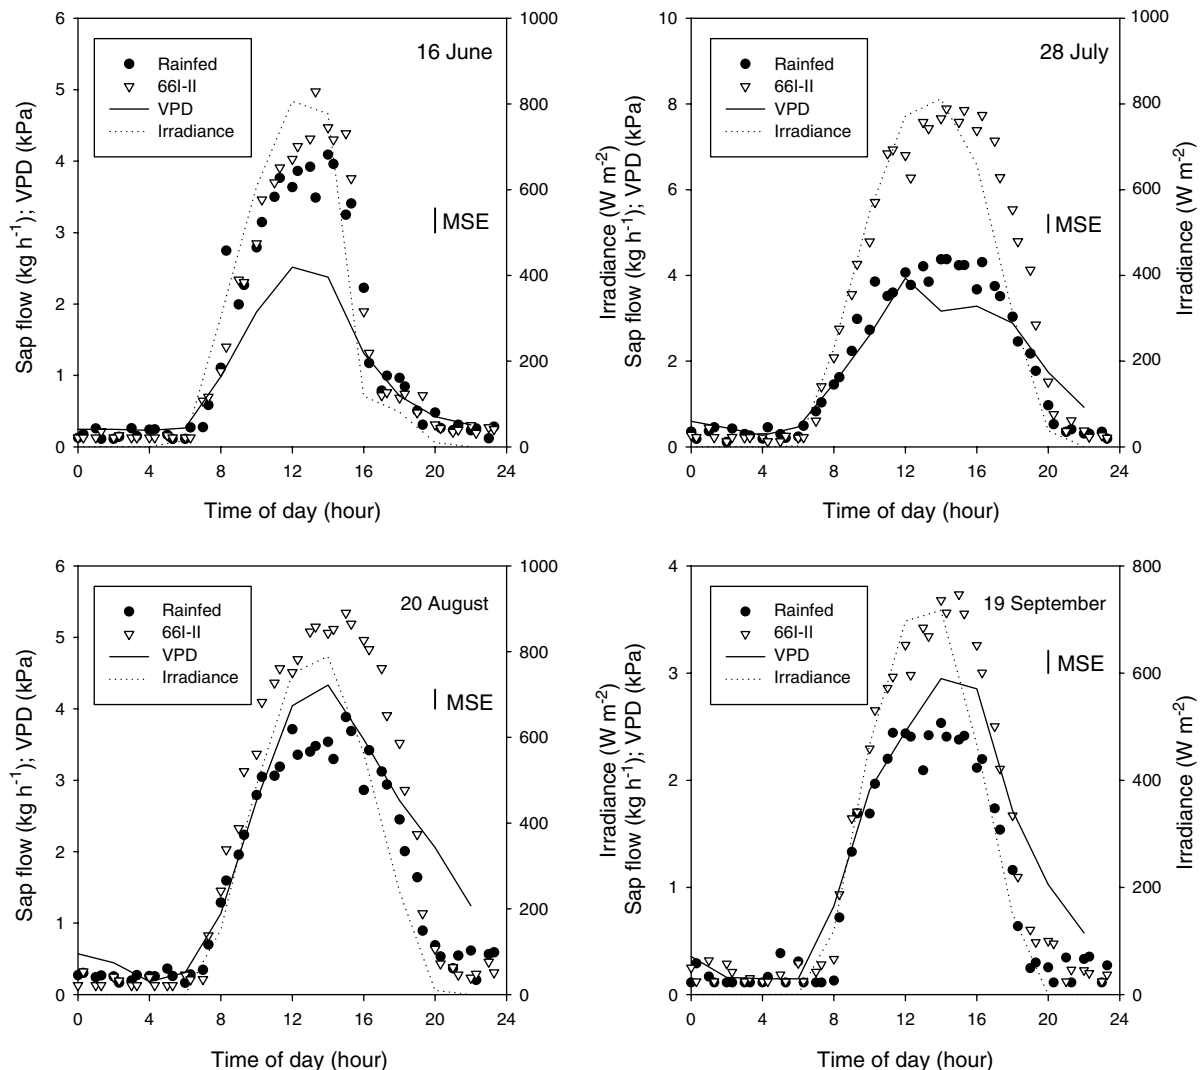 16 June
Rainfed
66I-II
VPD
Irradiance
MSE
6
5
4
3
2
1
0
1000
800
600
400
200
0
0
4
8
12
16
20
24
Sap flow (kg h-1); VPD (kPa)
Irradiance (W m-2)
Time of day (hour)
28 July
Rainfed
66I-II
VPD
Irradiance
MSE
10
8
6
4
2
0
1000
800
600
400
200
0
0
4
8
12
16
20
24
Sap flow (kg h-1); VPD (kPa)
Irradiance (W m-2)
Time of day (hour)
20 August
Rainfed
66I-II
VPD
Irradiance
MSE
6
5
4
3
2
1
0
1000
800
600
400
200
0
0
4
8
12
16
20
24
Sap flow (kg h-1); VPD (kPa)
Irradiance (W m-2)
Time of day (hour)
19 September
Rainfed
66I-II
VPD
Irradiance
MSE
4
3
2
1
0
800
600
400
200
0
0
4
8
12
16
20
24
Sap flow (kg h-1); VPD (kPa)
Irradiance (W m-2)
Time of day (hour)